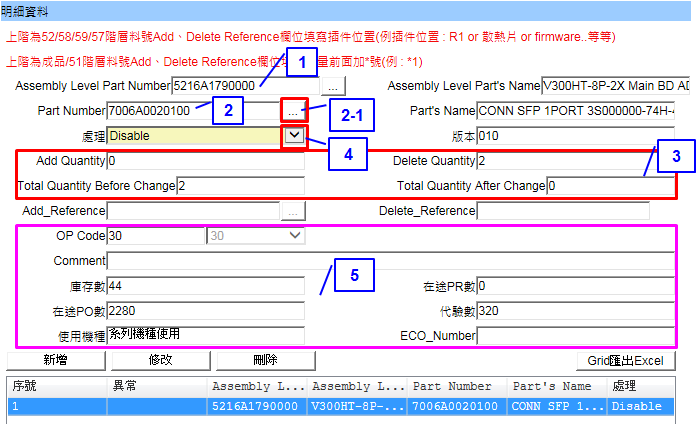 明細資料
上階為52/58/59/57階層料號Add、Delete Reference欄位填寫插件位置(例插件位置 : R1 or 散熱片 or firmware..等等)
上階為成品/51階層料號Add、Delete Reference欄位 量前面加*號(例 : *1)
1
Assembly Level Part Number 5216A1790000 ... Assembly Level Part's Name V300HT-8P-2X Main BD AD
Part Number 7006A0020100 2 ... 2-1 Part's Name CONN SFP 1PORT 3S000000-74H-
處理 Disable 4 版本 010
Add Quantity 0 Delete Quantity 2 3
Total Quantity Before Change 2 Total Quantity After Change 0
Add_Reference ... Delete_Reference
OP Code 30 30
Comment
庫存數 44 5 在途PR數 0
在途PO數 2280 代驗數 320
使用機種 系列機種使用 ECO_Number
新增 修改 刪除 Grid匯出Excel
序號 異常 Assembly L... Assembly L... Part Number Part's Name 處理
1 5216A1790000 V300HT-8P-... 7006A0020100 CONN SFP 1... Disable